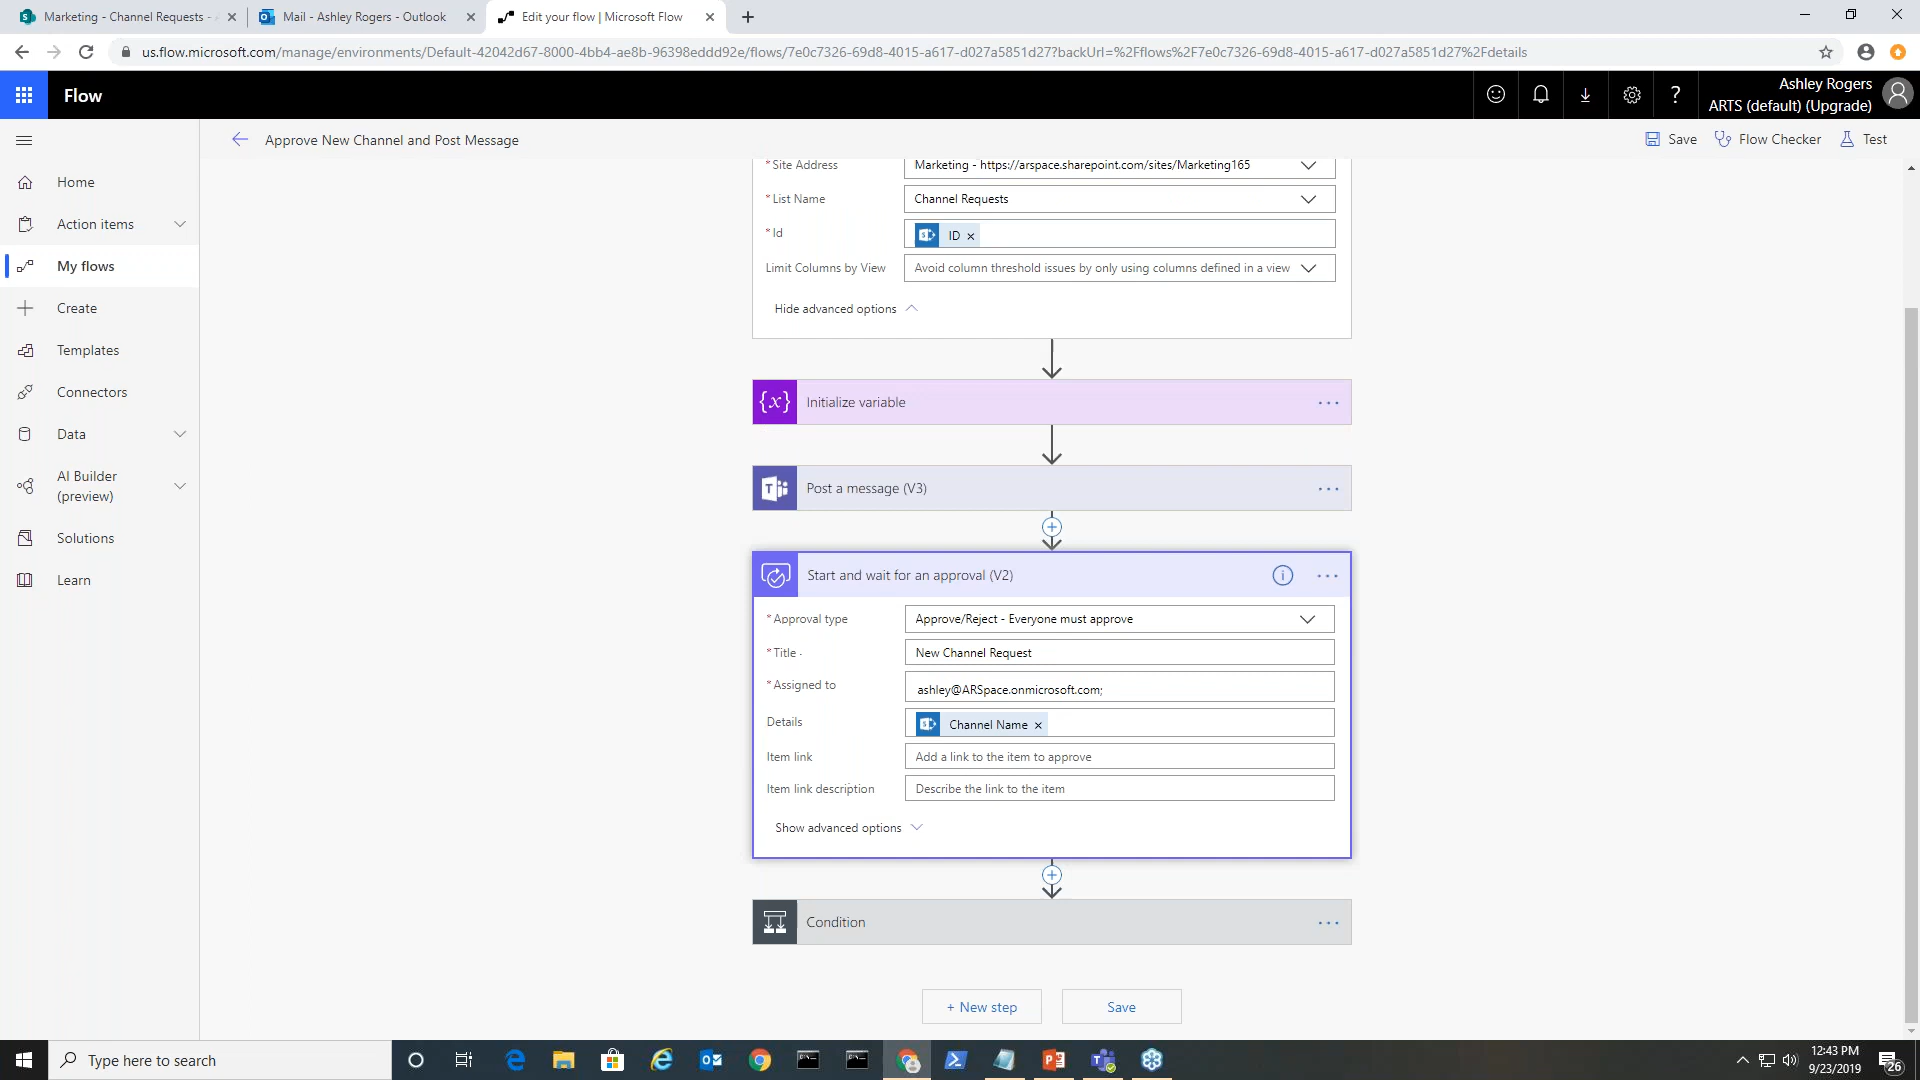 Marketing - Channel Requests -
Mail - Ashley Rogers - Outlook
Edit your flow | Microsoft Flow
us.flow.microsoft.com/manage/environments/Default-42042d67-8000-4bb4-ae8b-96398eddd92e/flows/7e0c7326-69d8-4015-a617-d027a5851d27?backUrl=%2Fflows%2F7e0c7326-69d8-4015-a617-d027a5851d27%2Fdetails
Flow
Ashley Rogers
ARTS (default) (Upgrade)
Approve New Channel and Post Message
Save
Flow Checker
Test
Home
Action items
My flows
Create
Templates
Connectors
Data
AI Builder
(preview)
Solutions
Learn
* Site Address
Marketing - https://arspace.sharepoint.com/sites/Marketing165
* List Name
Channel Requests
* Id
ID
Limit Columns by View
Avoid column threshold issues by only using columns defined in a view
Hide advanced options
{x} Initialize variable
Post a message (V3)
Start and wait for an approval (V2)
* Approval type
Approve/Reject - Everyone must approve
* Title -
New Channel Request
* Assigned to
ashley@ARSpace.onmicrosoft.com;
Details
Channel Name
Item link
Add a link to the item to approve
Item link description
Describe the link to the item
Show advanced options
Condition
+ New step
Save
Type here to search
12:43 PM
9/23/2019
26